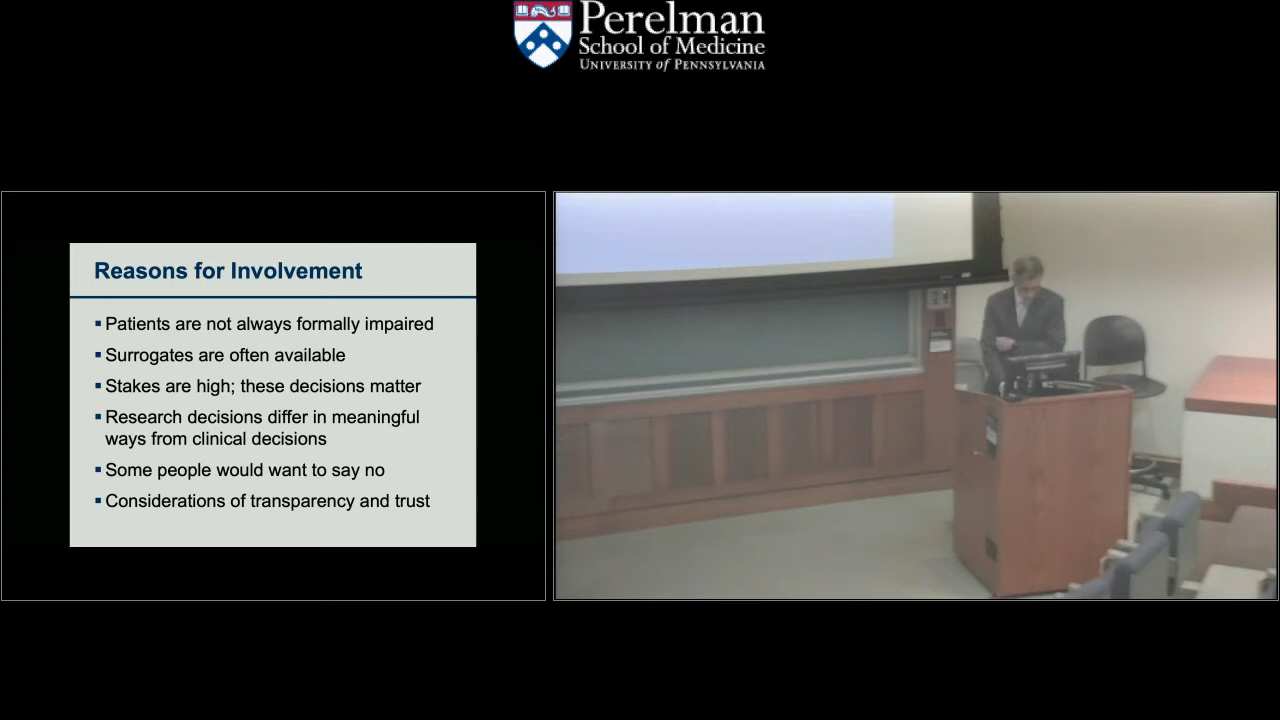 Perelman
School of Medicine
UNIVERSITY of PENNSYLVANIA
Reasons for Involvement
▪ Patients are not always formally impaired
▪ Surrogates are often available
▪ Stakes are high; these decisions matter
▪ Research decisions differ in meaningful
ways from clinical decisions
▪ Some people would want to say no
▪ Considerations of transparency and trust